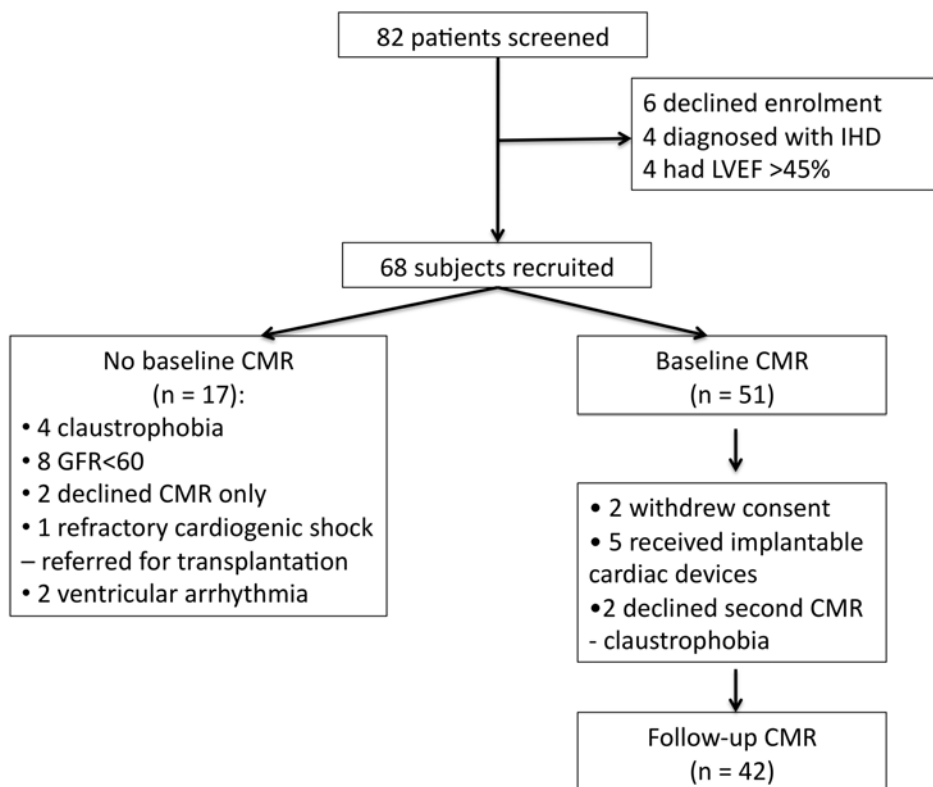 82 patients screened
6 declined enrolment
4 diagnosed with IHD
4 had LVEF >45%
68 subjects recruited
No baseline CMR
(n = 17):
• 4 claustrophobia
• 8 GFR<60
• 2 declined CMR only
• 1 refractory cardiogenic shock
– referred for transplantation
• 2 ventricular arrhythmia
Baseline CMR
(n = 51)
• 2 withdrew consent
• 5 received implantable
cardiac devices
•2 declined second CMR
- claustrophobia
Follow-up CMR
(n = 42)